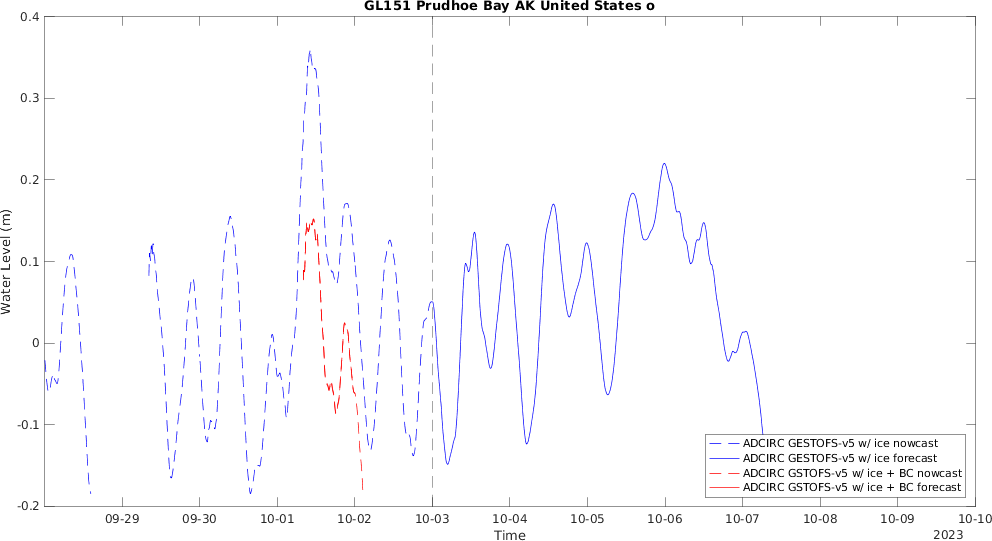 GL151 Prudhoe Bay AK United States o
0.4
0.3
0.2
0.1
0
-0.1
-0.2
Water Level (m)
09-29
09-30
10-01
10-02
10-03
10-04
10-05
10-06
10-07
10-08
10-09
10-10
Time
2023
ADCIRC GESTOFS-v5 w/ ice nowcast
ADCIRC GESTOFS-v5 w/ ice forecast
ADCIRC GSTOFS-v5 w/ ice + BC nowcast
ADCIRC GSTOFS-v5 w/ ice + BC forecast